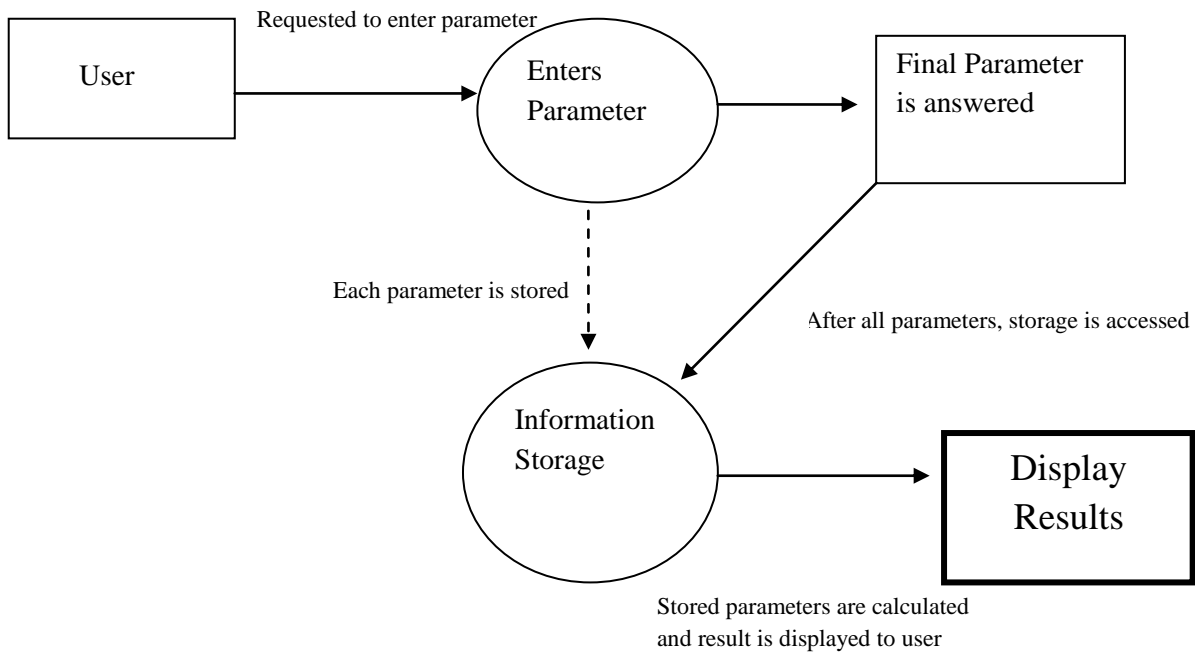 Requested to enter parameter
User
Enters
Parameter
Final Parameter
is answered
Each parameter is stored
After all parameters, storage is accessed
Information
Storage
Display
Results
Stored parameters are calculated
and result is displayed to user